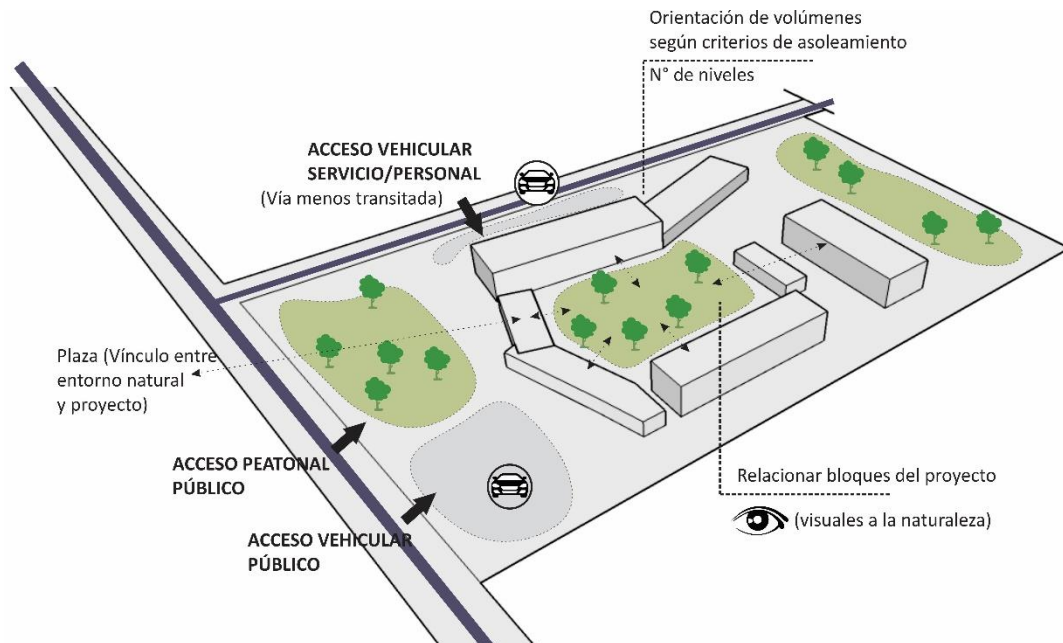 Orientación de volúmenes
según criterios de asoleamiento
N° de niveles
ACCESO VEHICULAR
SERVICIO/PERSONAL
(Vía menos transitada)
Plaza (Vínculo entre
entorno natural
y proyecto)
ACCESO PEATONAL
PÚBLICO
ACCESO VEHICULAR
PÚBLICO
Relacionar bloques del proyecto
(visuales a la naturaleza)